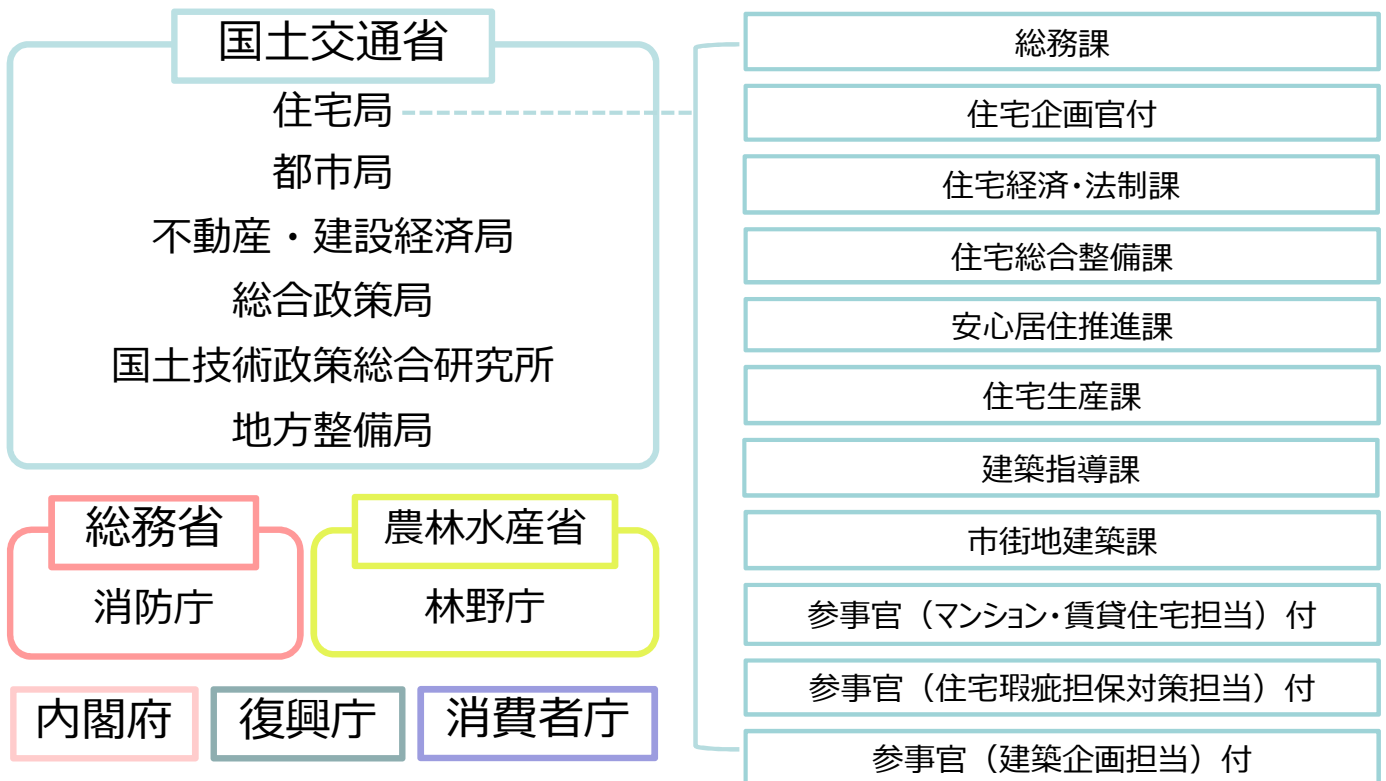 国土交通省
住宅局
都市局
不動産・建設経済局
総合政策局
国土技術政策総合研究所
地方整備局
総務省
消防庁
農林水産省
林野庁
内閣府
復興庁
消費者庁
総務課
住宅企画官付
住宅経済・法制課
住宅総合整備課
安心居住推進課
住宅生産課
建築指導課
市街地建築課
参事官（マンション・賃貸住宅担当）付
参事官（住宅瑕疵担保対策担当）付
参事官（建築企画担当）付